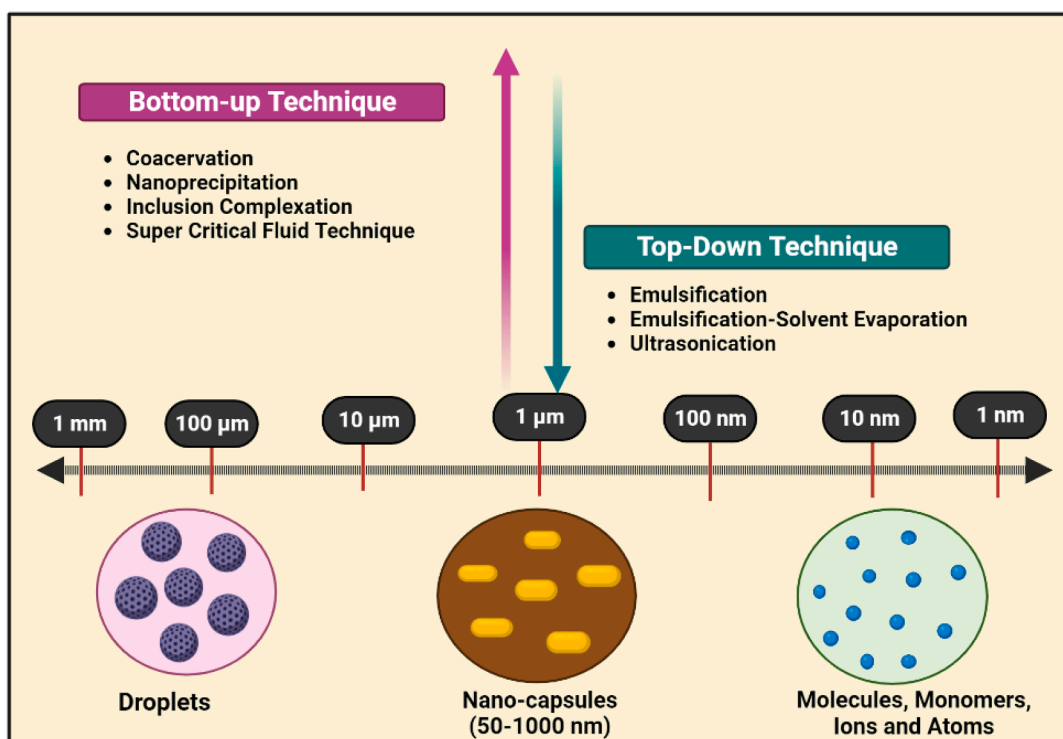 Bottom-up Technique
• Coacervation
• Nanoprecipitation
• Inclusion Complexation
• Super Critical Fluid Technique
Top-Down Technique
• Emulsification
• Emulsification-Solvent Evaporation
• Ultrasonication
1 mm
100 µm
10 µm
1 µm
100 nm
10 nm
1 nm
Droplets
Nano-capsules
(50-1000 nm)
Molecules, Monomers,
Ions and Atoms